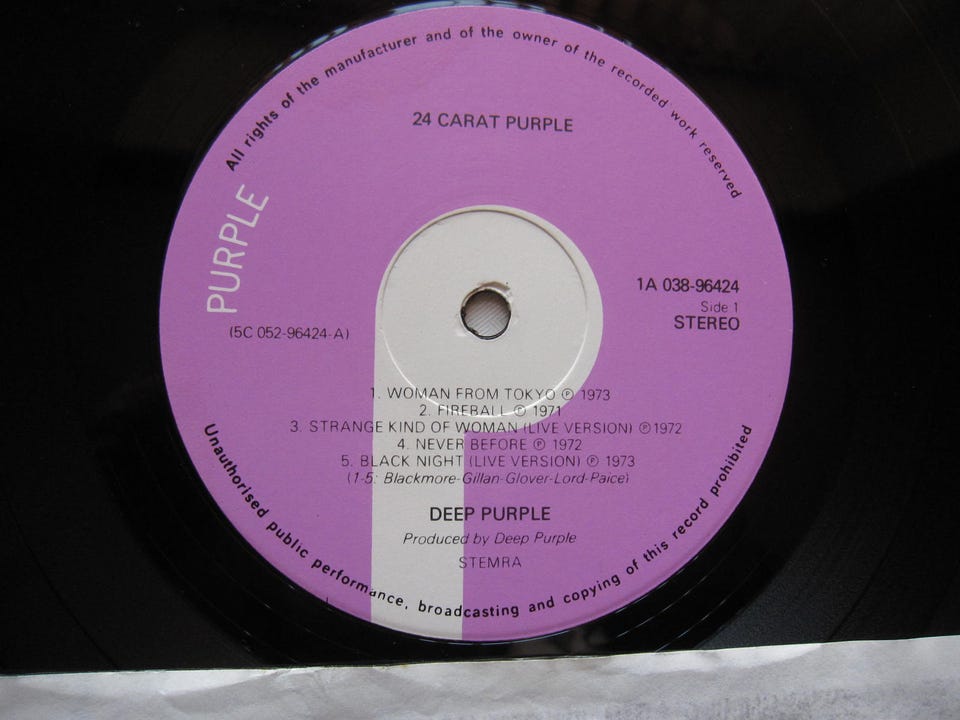 All rights of the manufacturer and of the owner of the recorded work reserved
24 CARAT PURPLE
PURPLE
1A 038-96424
Side 1
STEREO
(5C 052-96424-A)
1. WOMAN FROM TOKYO ℗ 1973
2. FIREBALL ℗ 1971
3. STRANGE KIND OF WOMAN (LIVE VERSION) ℗ 1972
4. NEVER BEFORE ℗ 1972
5. BLACK NIGHT (LIVE VERSION) ℗ 1973
(1-5: Blackmore-Gillan-Glover-Lord-Paice)
DEEP PURPLE
Produced by Deep Purple
STEMRA
Unauthorised public performance, broadcasting and copying of this record prohibited